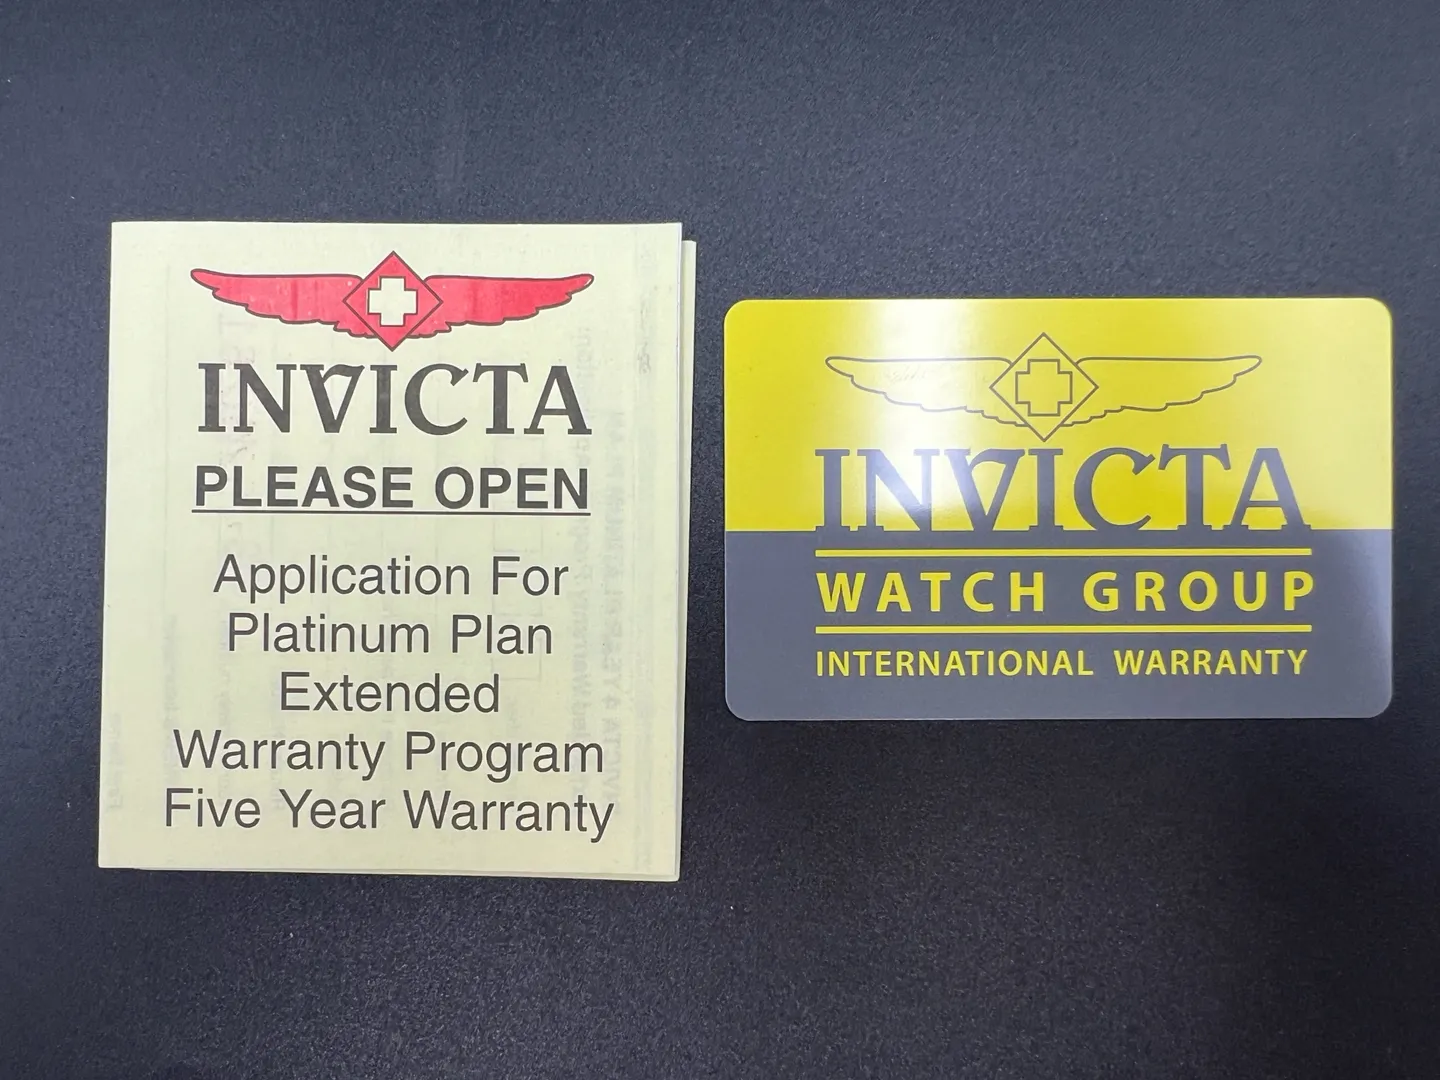 INVICTA
PLEASE OPEN
Application For
Platinum Plan
Extended
Warranty Program
Five Year Warranty
INVICTA
WATCH GROUP
INTERNATIONAL WARRANTY